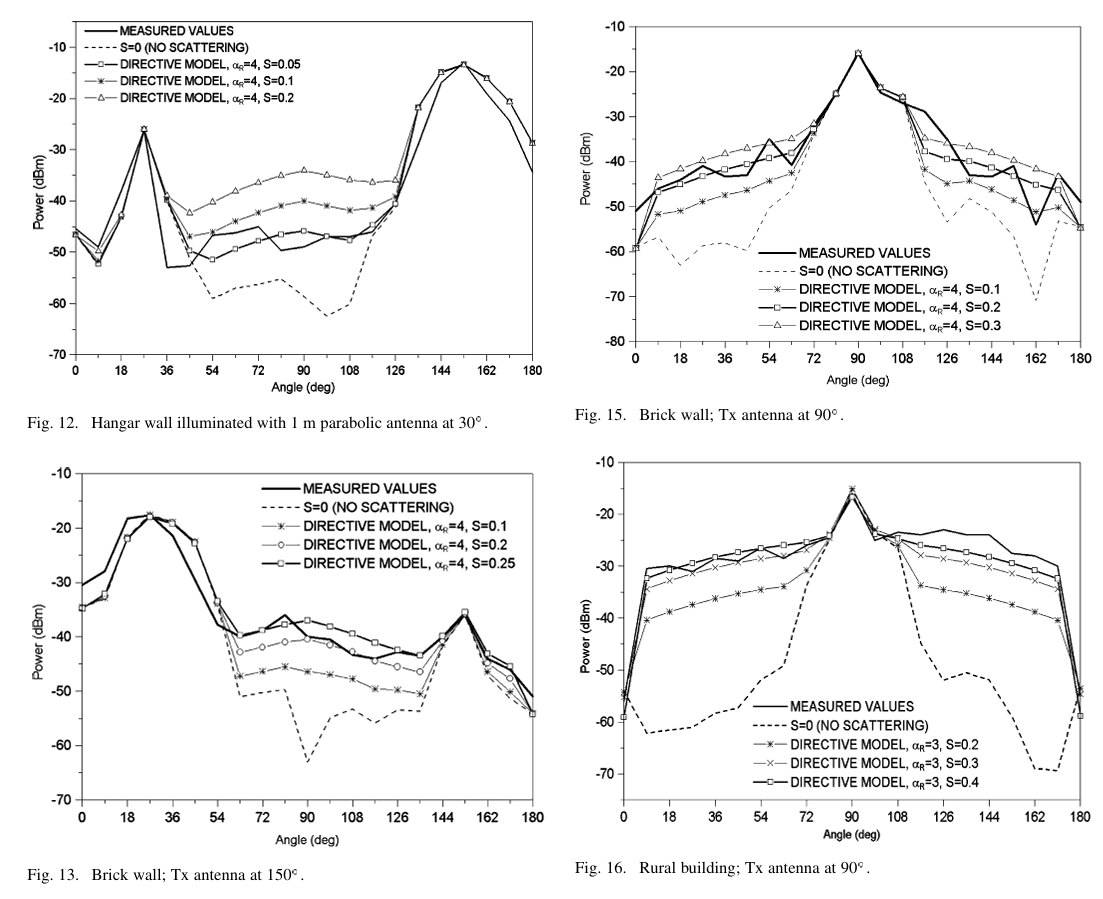 MEASURED VALUES
S=0 (NO SCATTERING)
DIRECTIVE MODEL, αR=4, S=0.05
DIRECTIVE MODEL, αR=4, S=0.1
DIRECTIVE MODEL, αR=4, S=0.2
Power (dBm)
-10
-20
-30
-40
-50
-60
-70
0 18 36 54 72 90 108 126 144 162 180
Angle (deg)
Fig. 12. Hangar wall illuminated with 1 m parabolic antenna at 30°.
-10
-20
-30
-40
-50
-60
-70
-80
Power (dBm)
MEASURED VALUES
S=0 (NO SCATTERING)
DIRECTIVE MODEL, αR=4, S=0.1
DIRECTIVE MODEL, αR=4, S=0.2
DIRECTIVE MODEL, αR=4, S=0.3
0 18 36 54 72 90 108 126 144 162 180
Angle (deg)
Fig. 15. Brick wall; Tx antenna at 90°.
-10
-20
-30
-40
-50
-60
-70
Power (dBm)
MEASURED VALUES
S=0 (NO SCATTERING)
DIRECTIVE MODEL, αR=4, S=0.1
DIRECTIVE MODEL, αR=4, S=0.2
DIRECTIVE MODEL, αR=4, S=0.25
0 18 36 54 72 90 108 126 144 162 180
Angle (deg)
Fig. 13. Brick wall; Tx antenna at 150°.
-10
-20
-30
-40
-50
-60
-70
Power (dBm)
MEASURED VALUES
S=0 (NO SCATTERING)
DIRECTIVE MODEL, αR=3, S=0.2
DIRECTIVE MODEL, αR=3, S=0.3
DIRECTIVE MODEL, αR=3, S=0.4
0 18 36 54 72 90 108 126 144 162 180
Angle (deg)
Fig. 16. Rural building; Tx antenna at 90°.